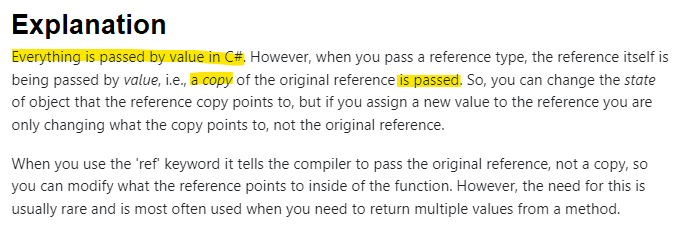 Explanation
Everything is passed by value in C#. However, when you pass a reference type, the reference itself is
being passed by value, i.e., a copy of the original reference is passed. So, you can change the state
of object that the reference copy points to, but if you assign a new value to the reference you are
only changing what the copy points to, not the original reference.
When you use the 'ref' keyword it tells the compiler to pass the original reference, not a copy, so
you can modify what the reference points to inside of the function. However, the need for this is
usually rare and is most often used when you need to return multiple values from a method.